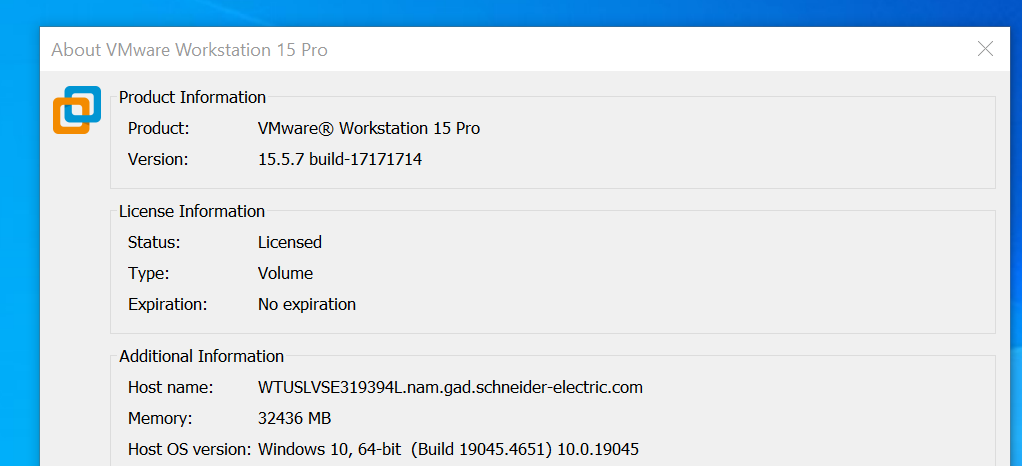 About VMware Workstation 15 Pro
Product Information
Product: VMware® Workstation 15 Pro
Version: 15.5.7 build-17171714
License Information
Status: Licensed
Type: Volume
Expiration: No expiration
Additional Information
Host name: WTUSLVSE319394L.nam.gad.schneider-electric.com
Memory: 32436 MB
Host OS version: Windows 10, 64-bit (Build 19045.4651) 10.0.19045